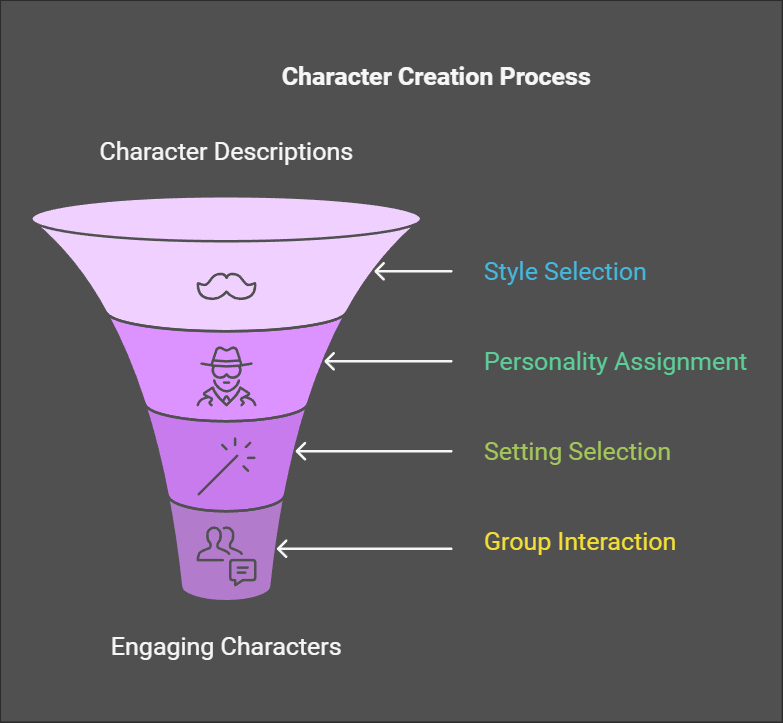 Character Creation Process
Character Descriptions
Style Selection
Personality Assignment
Setting Selection
Group Interaction
Engaging Characters